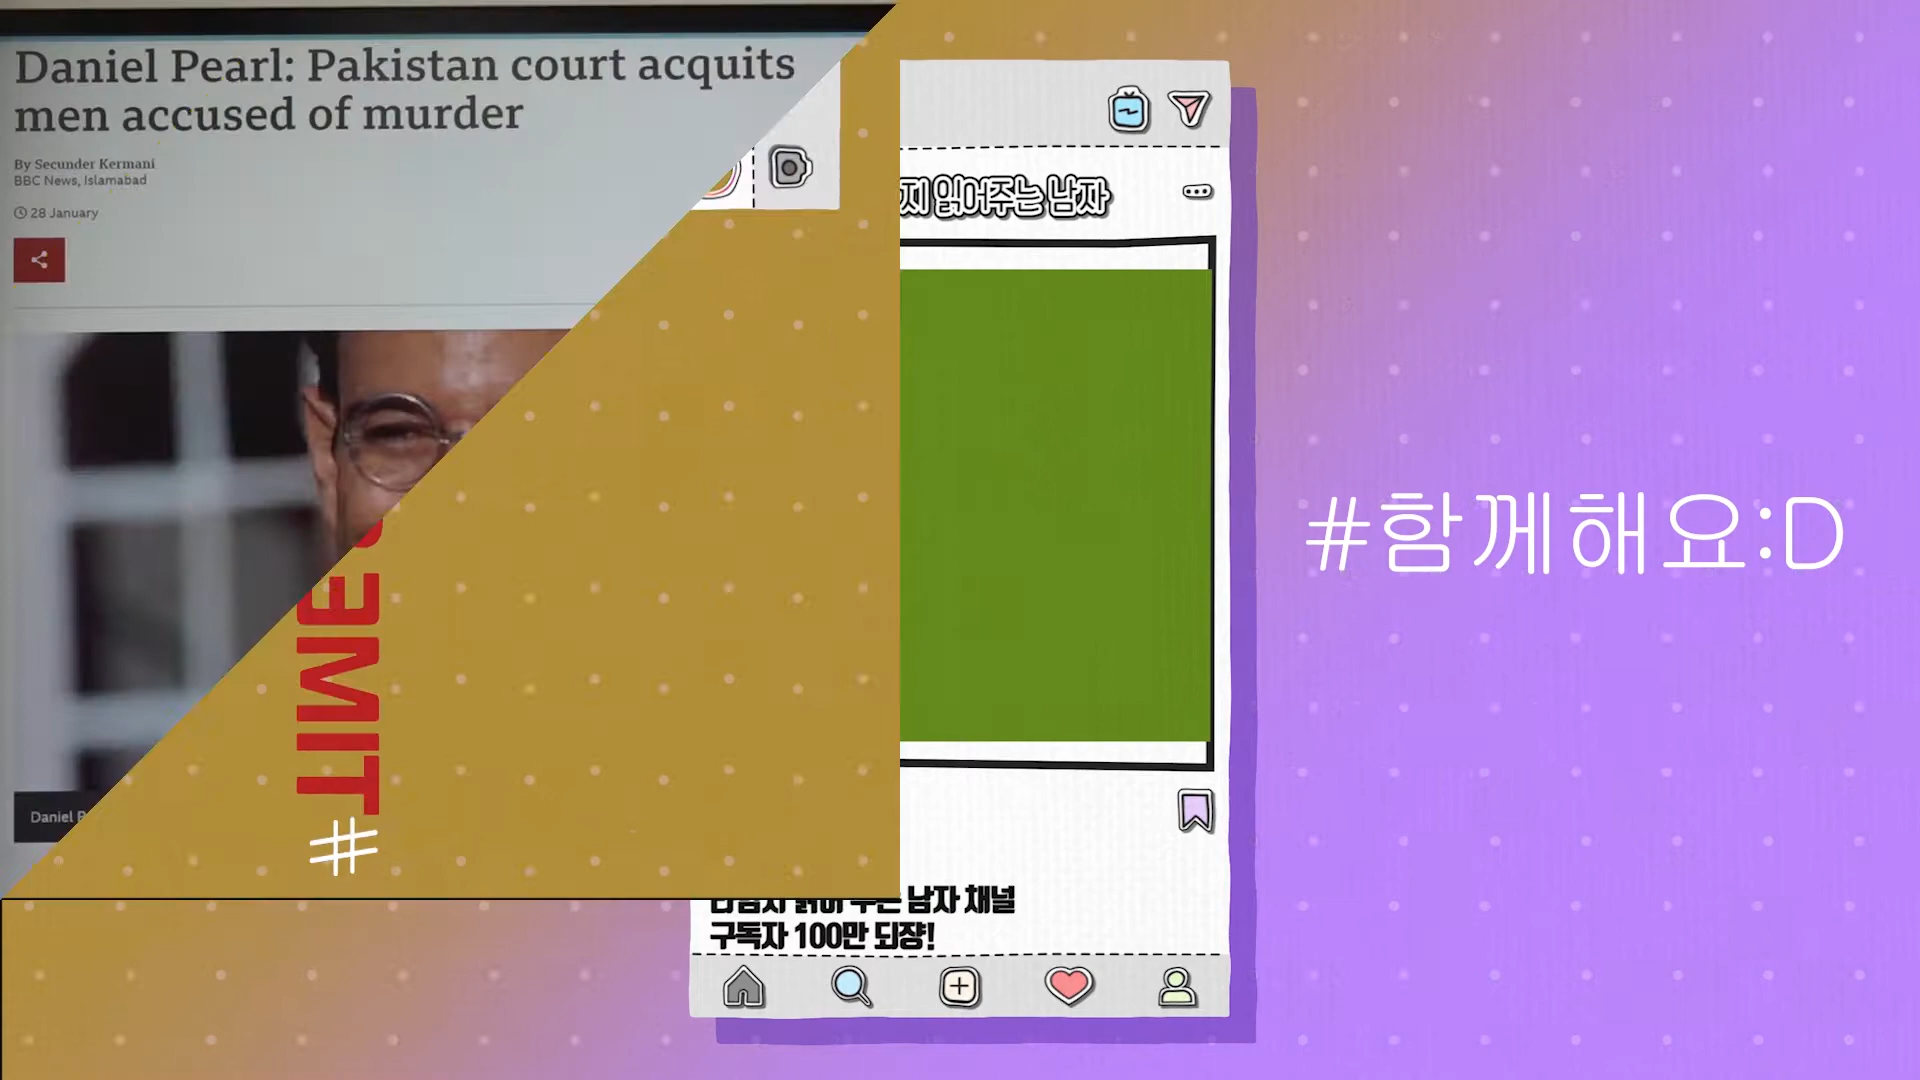 Daniel Pearl: Pakistan court acquits
men accused of murder
By Secunder Kermani
BBC News, Islamabad
28 January
Daniel
읽어주는 남자
#함께해요:D
TIME
#
남자 채널
구독자 100만 되쟝!